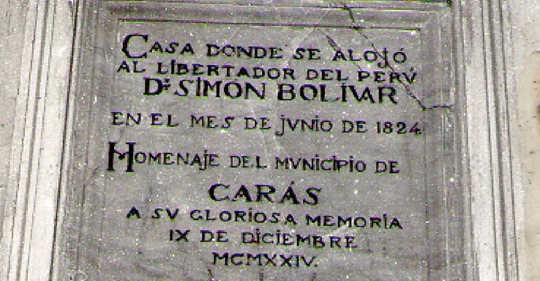 CASA DONDE SE ALOJÓ
AL LIBERTADOR DEL PERV
Dn SIMON BOLÍVAR
EN EL MES DE JVNIO DE 1824
HOMENAJE DEL MVNICIPIO DE
CARÁS
A SV GLORIOSA MEMORIA
IX DE DICIEMBRE
MCMXXIV.